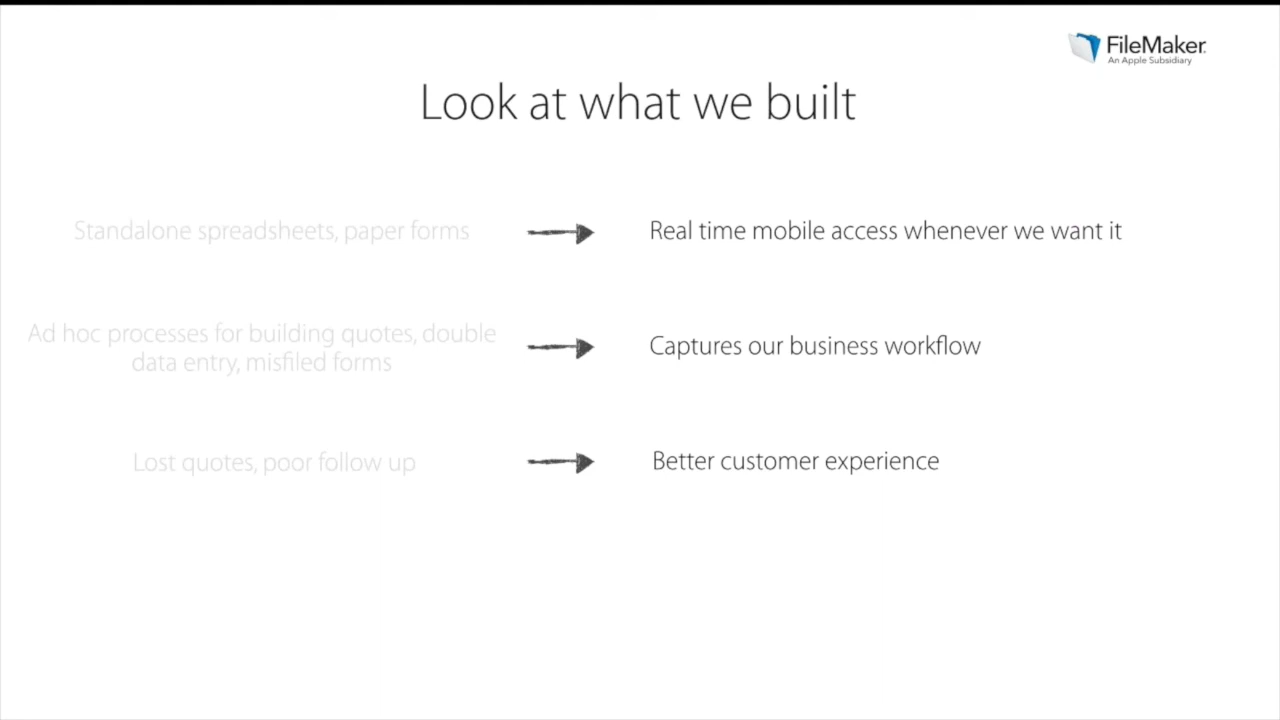 FileMaker
An Apple Subsidiary
Look at what we built
Standalone spreadsheets, paper forms
Real time mobile access whenever we want it
Ad hoc processes for building quotes, double
data entry, misfiled forms
Captures our business workflow
Lost quotes, poor follow up
Better customer experience